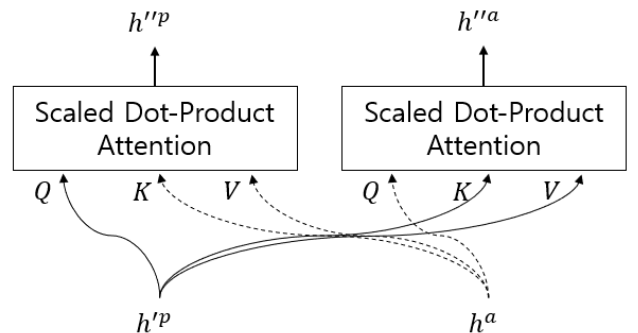 h''ᵖ h''ᵃ
Scaled Dot-Product Scaled Dot-Product
Attention Attention
Q K V Q K V
h'ᵖ hᵃ